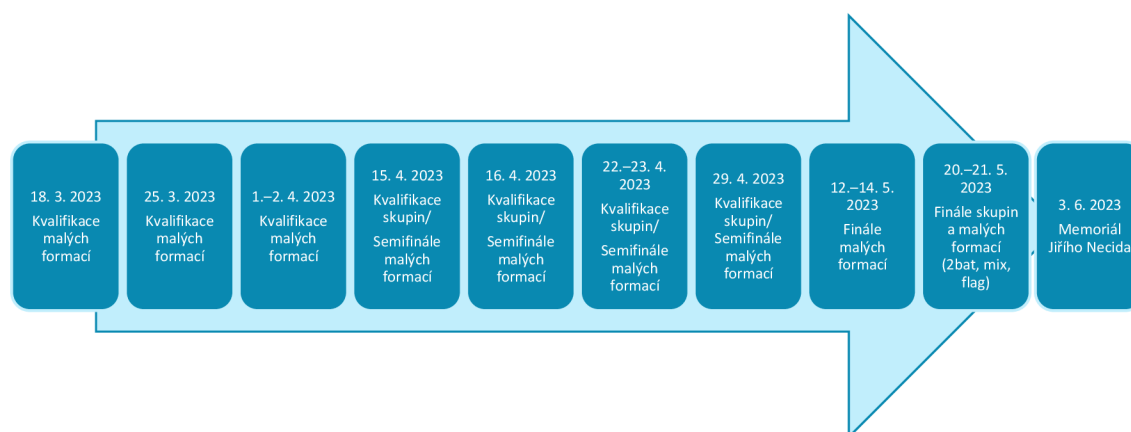 18. 3. 2023
Kvalifikace
malých
formací
25. 3. 2023
Kvalifikace
malých
formací
1.–2. 4. 2023
Kvalifikace
malých
formací
15. 4. 2023
Kvalifikace
skupin/
Semifinále
malých
formací
16. 4. 2023
Kvalifikace
skupin/
Semifinále
malých
formací
22.–23. 4.
2023
Kvalifikace
skupin/
Semifinále
malých
formací
29. 4. 2023
Kvalifikace
skupin/
Semifinále
malých
formací
12.–14. 5.
2023
Finále
malých
formací
20.–21. 5.
2023
Finále skupin
a malých
formací
(2bat, mix,
flag)
3. 6. 2023
Memoriál
Jiřího Necida